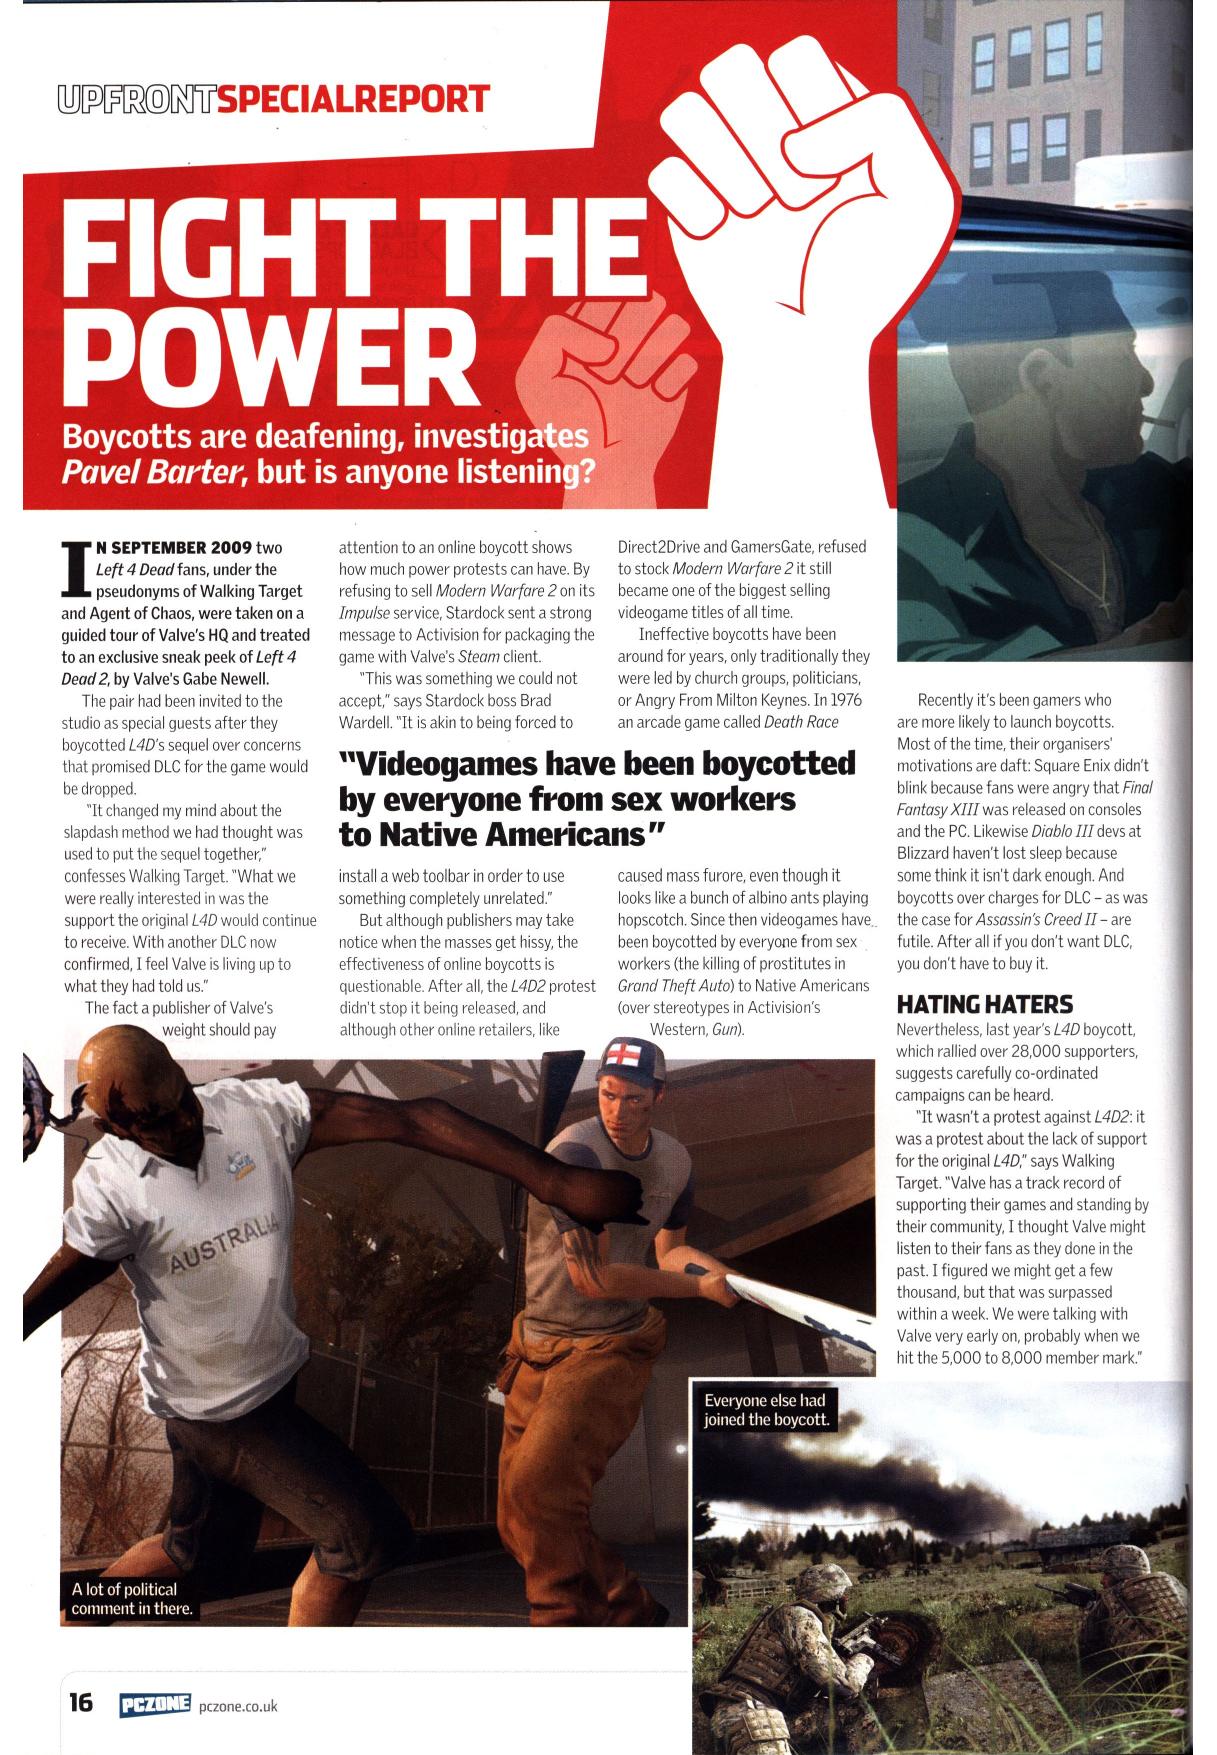 UPFRONTSPECIALREPORT
FIGHT THE
POWER
Boycotts are deafening, investigates
Pavel Barter, but is anyone listening?
IN SEPTEMBER 2009 two
Left 4 Dead fans, under the
pseudonyms of Walking Target
and Agent of Chaos, were taken on a
guided tour of Valve's HQ and treated
to an exclusive sneak peek of Left 4
Dead 2, by Valve's Gabe Newell.
The pair had been invited to the
studio as special guests after they
boycotted L4D's sequel over concerns
that promised DLC for the game would
be dropped.
"It changed my mind about the
slapdash method we had thought was
used to put the sequel together,"
confesses Walking Target. "What we
were really interested in was the
support the original L4D would continue
to receive. With another DLC now
confirmed, I feel Valve is living up to
what they had told us."
The fact a publisher of Valve's
weight should pay
attention to an online boycott shows
how much power protests can have. By
refusing to sell Modern Warfare 2 on its
Impulse service, Stardock sent a strong
message to Activision for packaging the
game with Valve's Steam client.
"This was something we could not
accept," says Stardock boss Brad
Wardell. "It is akin to being forced to
install a web toolbar in order to use
something completely unrelated."
But although publishers may take
notice when the masses get hissy, the
effectiveness of online boycotts is
questionable. After all, the L4D2 protest
didn't stop it being released, and
although other online retailers, like
Direct2Drive and GamersGate, refused
to stock Modern Warfare 2 it still
became one of the biggest selling
videogame titles of all time.
Ineffective boycotts have been
around for years, only traditionally they
were led by church groups, politicians,
or Angry From Milton Keynes. In 1976
an arcade game called Death Race
"Videogames have been boycotted
by everyone from sex workers
to Native Americans"
caused mass furore, even though it
looks like a bunch of albino ants playing
hopscotch. Since then videogames have
been boycotted by everyone from sex
workers (the killing of prostitutes in
Grand Theft Auto) to Native Americans
(over stereotypes in Activision's
Western, Gun).
Recently it's been gamers who
are more likely to launch boycotts.
Most of the time, their organisers'
motivations are daft: Square Enix didn't
blink because fans were angry that Final
Fantasy XIII was released on consoles
and the PC. Likewise Diablo III devs at
Blizzard haven't lost sleep because
some think it isn't dark enough. And
boycotts over charges for DLC – as was
the case for Assassin's Creed II – are
futile. After all if you don't want DLC,
you don't have to buy it.
HATING HATERS
Nevertheless, last year's L4D boycott,
which rallied over 28,000 supporters,
suggests carefully co-ordinated
campaigns can be heard.
"It wasn't a protest against L4D2: it
was a protest about the lack of support
for the original L4D," says Walking
Target. "Valve has a track record of
supporting their games and standing by
their community, I thought Valve might
listen to their fans as they done in the
past. I figured we might get a few
thousand, but that was surpassed
within a week. We were talking with
Valve very early on, probably when we
hit the 5,000 to 8,000 member mark."
AUSTRALIA
A lot of political
comment in there.
Everyone else had
joined the boycott.
16 PCZONE pczone.co.uk